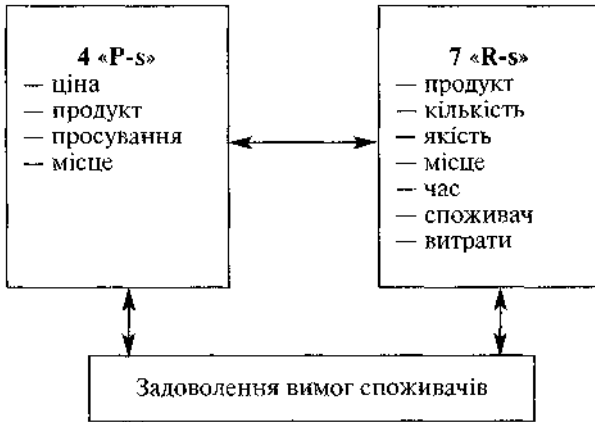 4 «P-s»
— ціна
— продукт
— просування
— місце
7 «R-s»
— продукт
— кількість
— якість
— місце
— час
— споживач
— витрати
Задоволення вимог споживачів